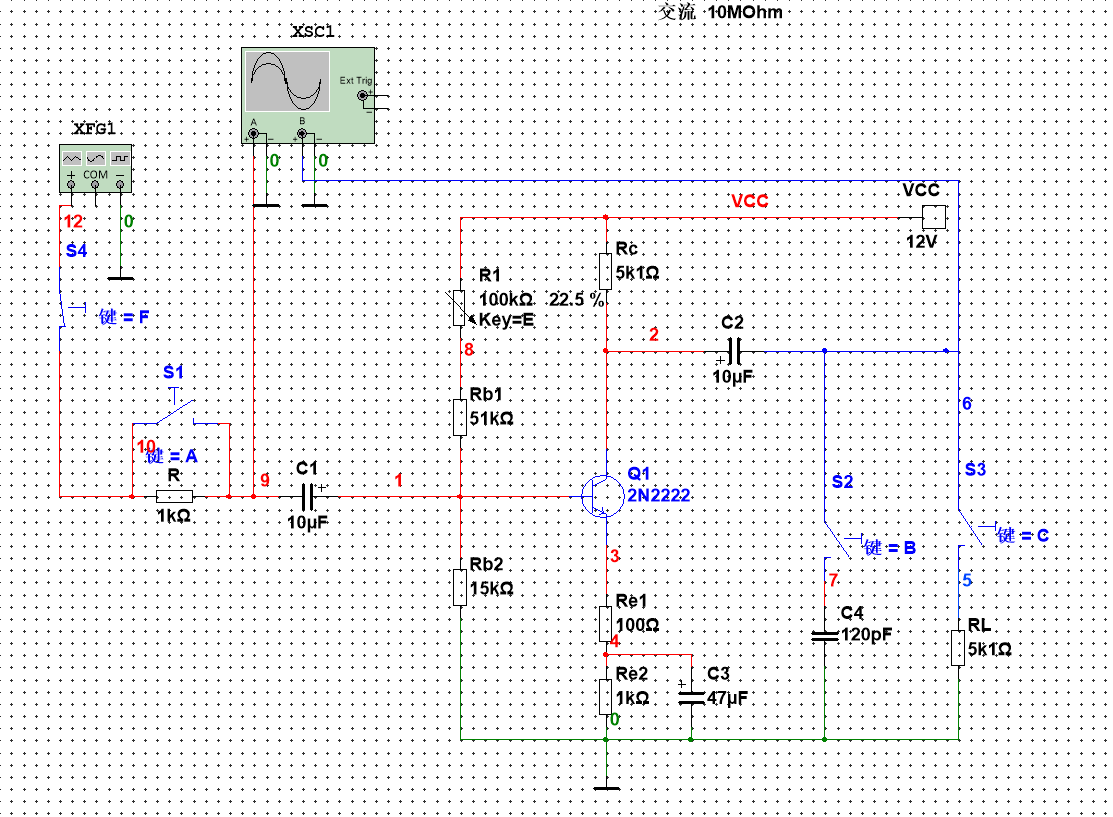 交流 10MOhm
XSC1
Ext Trig
+
−
A
B
+
−
+
−
XFG1
+
COM
−
0
0
12
0
S4
键 = F
VCC
VCC
12V
Rc
5k1Ω
R1
100kΩ 22.5 %
Key=E
8
2
C2
+
10μF
S1
10
键 = A
R
1kΩ
9
C1
+
10μF
Rb1
51kΩ
1
Q1
2N2222
6
S2
S3
键 = B
键 = C
3
Rb2
15kΩ
Re1
100Ω
4
Re2
1kΩ
0
+
C3
47μF
7
C4
120pF
5
RL
5k1Ω